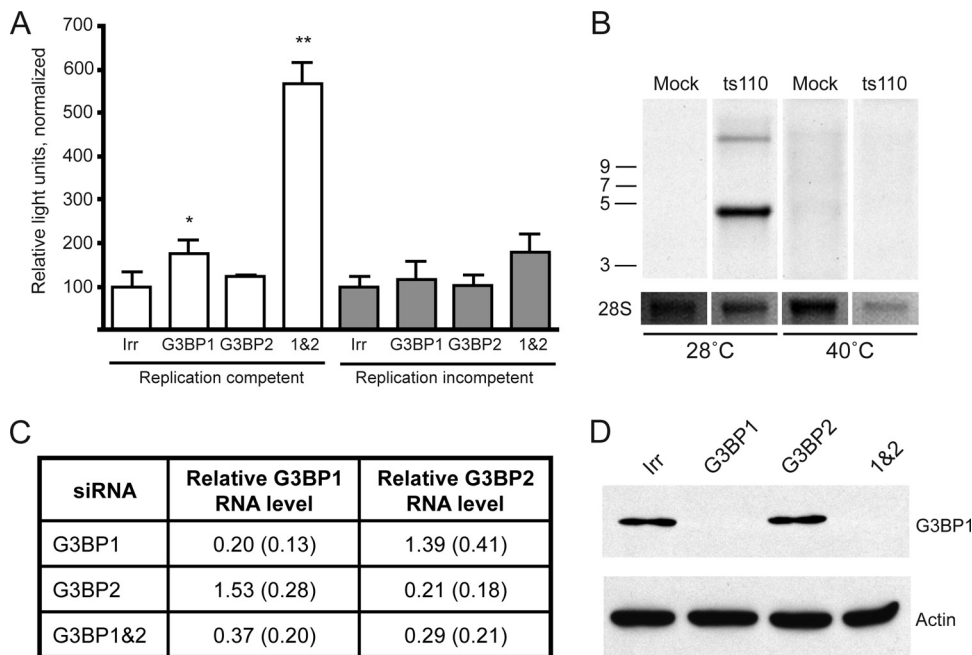 A
Relative light units, normalized
700
600
500
400
300
200
100
*
**
Irr G3BP1 G3BP2 1&2 Irr G3BP1 G3BP2 1&2
Replication competent Replication incompetent
B
Mock ts110 Mock ts110
9
7
5
3
28S
28˚C 40˚C
C
siRNA Relative G3BP1 RNA level Relative G3BP2 RNA level
G3BP1 0.20 (0.13) 1.39 (0.41)
G3BP2 1.53 (0.28) 0.21 (0.18)
G3BP1&2 0.37 (0.20) 0.29 (0.21)
D
Irr G3BP1 G3BP2 1&2
G3BP1
Actin